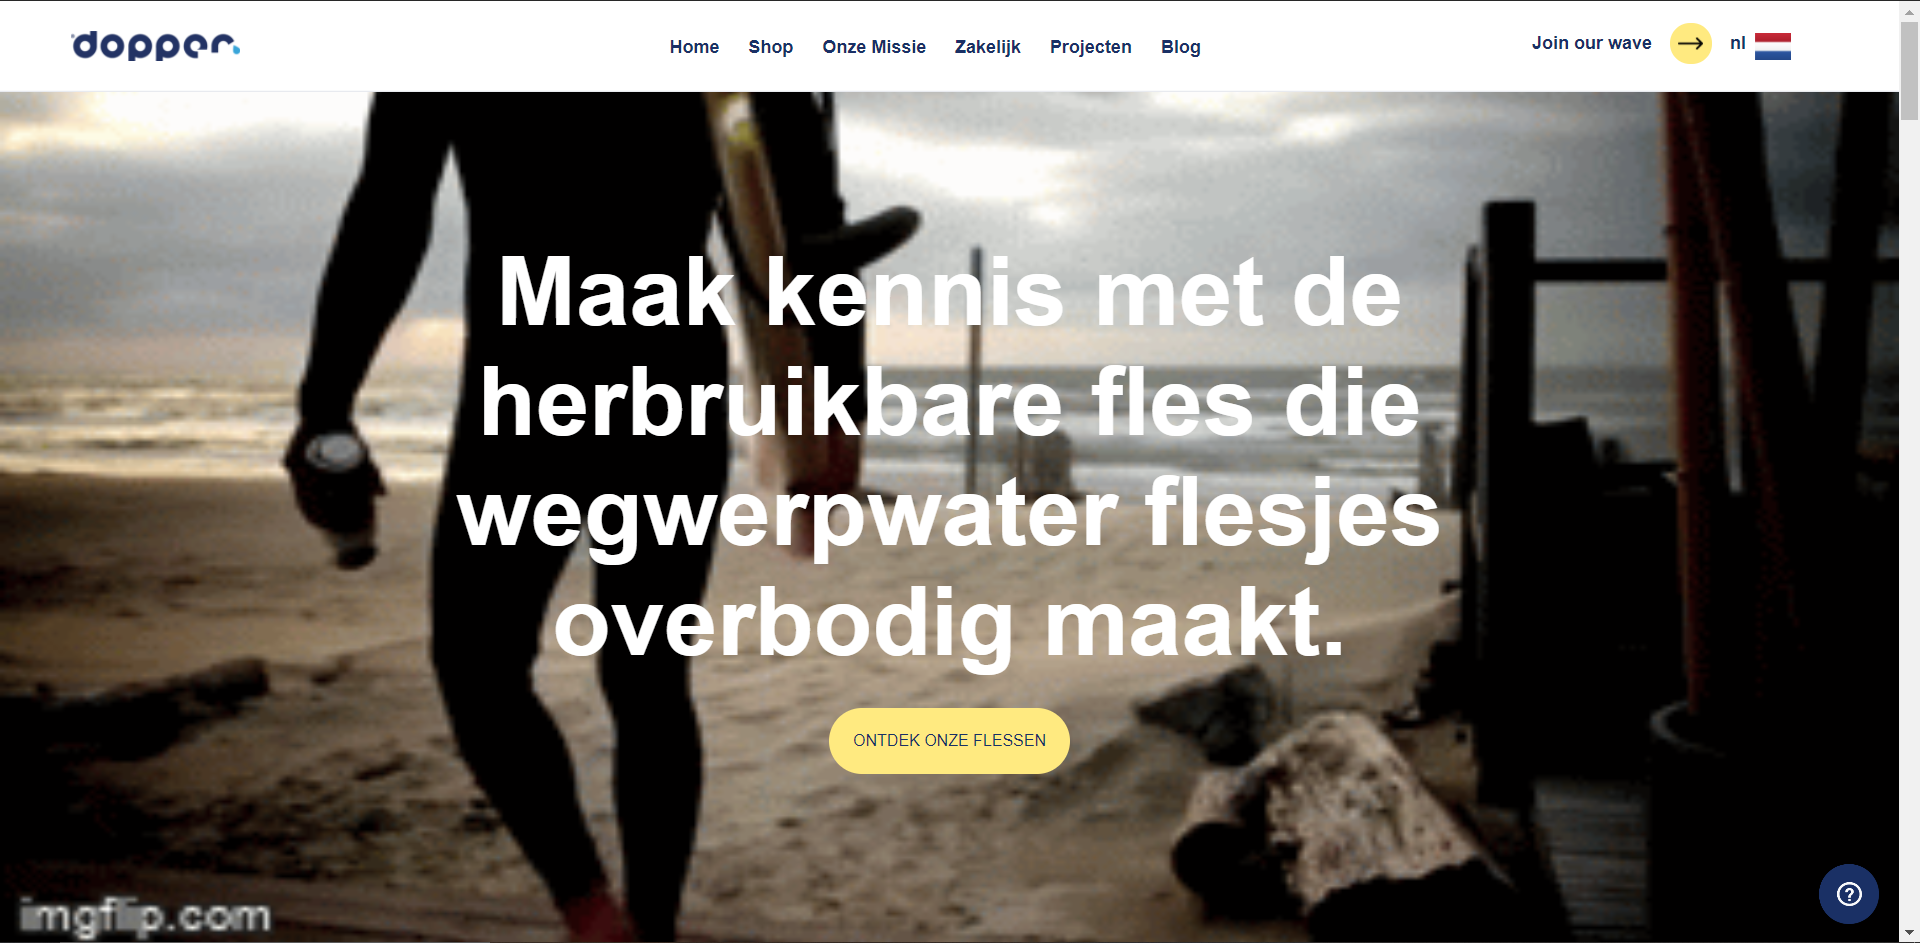 dopper
Home Shop Onze Missie Zakelijk Projecten Blog
Join our wave → nl
Maak kennis met de
herbruikbare fles die
wegwerpwater flesjes
overbodig maakt.
ONTDEK ONZE FLESSEN
imgflip.com
?